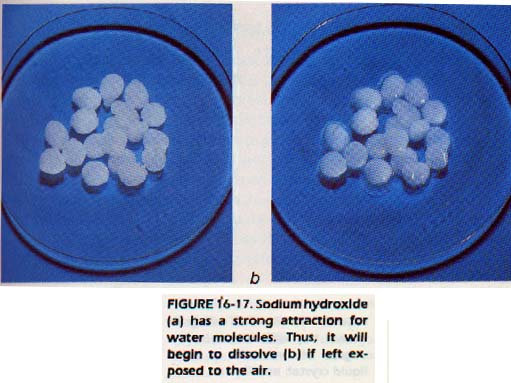 b
FIGURE 16-17. Sodium hydroxide
(a) has a strong attraction for
water molecules. Thus, it will
begin to dissolve (b) if left ex-
posed to the air.